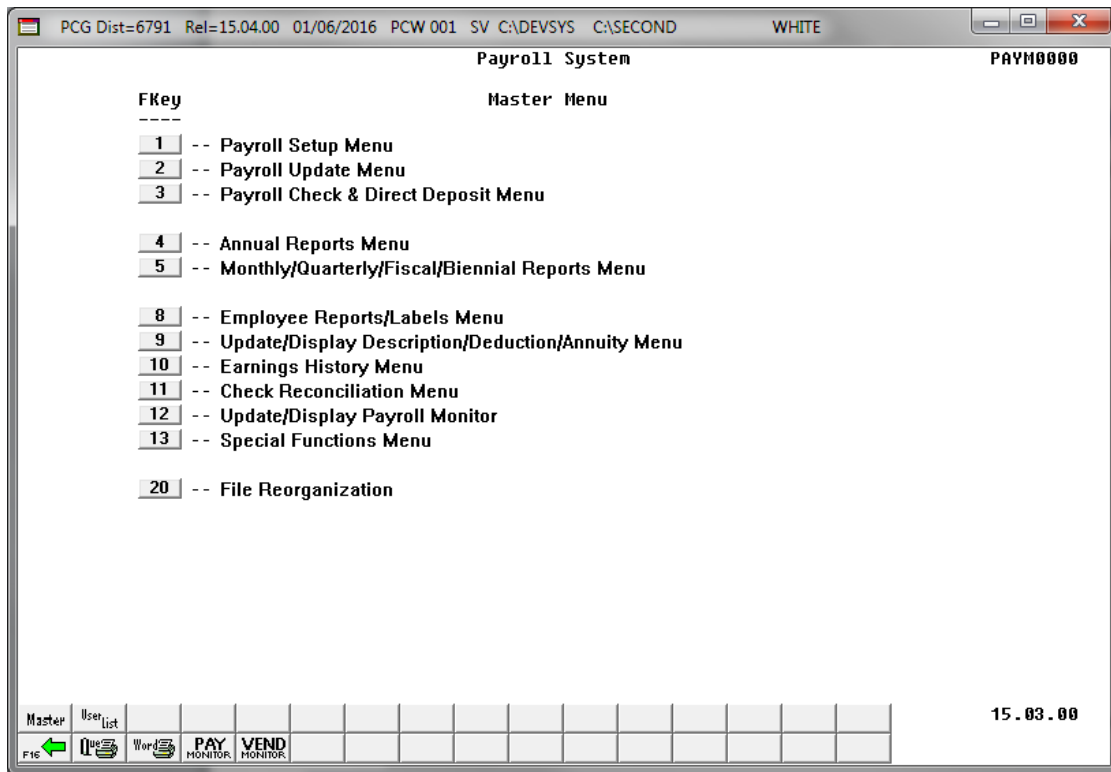 PCG Dist=6791 Rel=15.04.00 01/06/2016 PCW 001 SV C:\DEVSYS C:\SECOND WHITE
Payroll System PAYM0000
FKey Master Menu
----
1 -- Payroll Setup Menu
2 -- Payroll Update Menu
3 -- Payroll Check & Direct Deposit Menu
4 -- Annual Reports Menu
5 -- Monthly/Quarterly/Fiscal/Biennial Reports Menu
8 -- Employee Reports/Labels Menu
9 -- Update/Display Description/Deduction/Annuity Menu
10 -- Earnings History Menu
11 -- Check Reconciliation Menu
12 -- Update/Display Payroll Monitor
13 -- Special Functions Menu
20 -- File Reorganization
Master User List 15.03.00
F16 Que Word PAY MONITOR VEND MONITOR